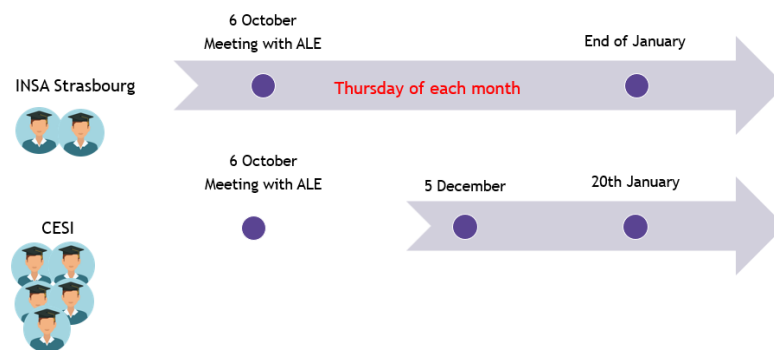 6 October
Meeting with ALE
End of January
INSA Strasbourg
Thursday of each month
6 October
Meeting with ALE
5 December
20th January
CESI